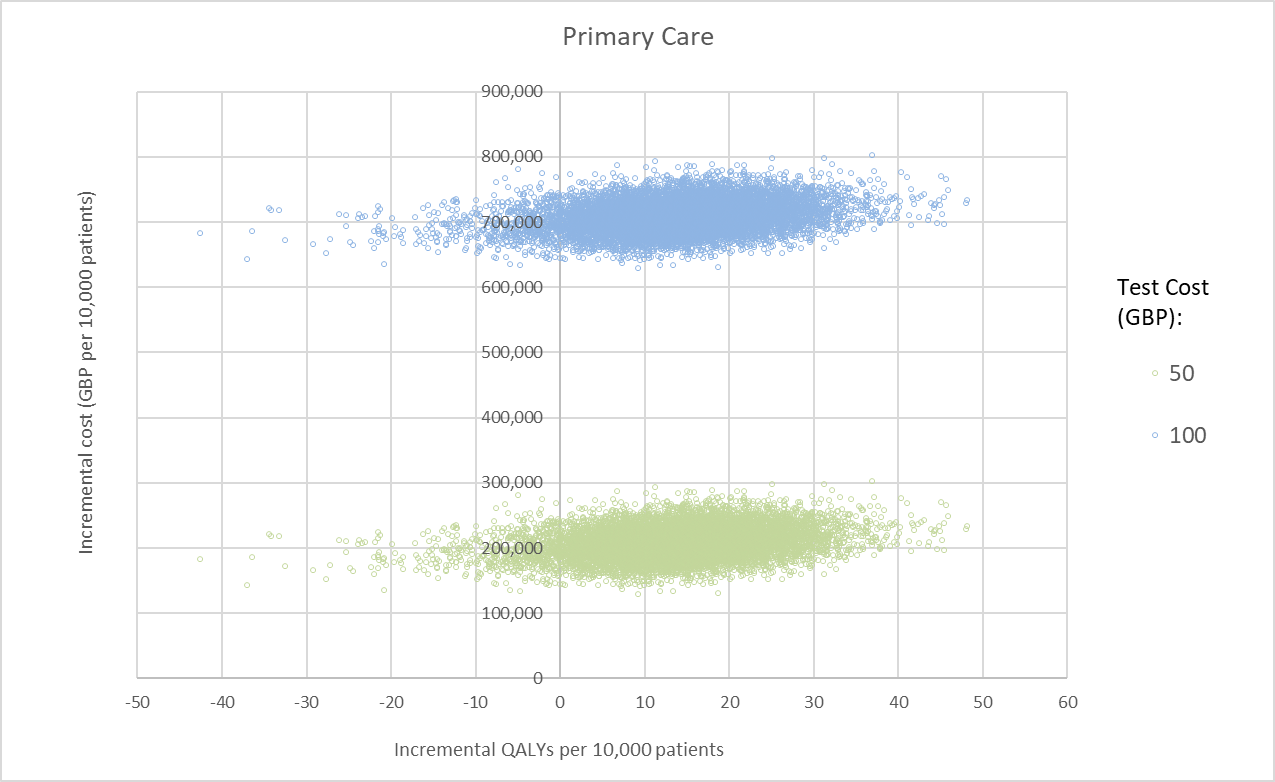 Primary Care
900,000
800,000
700,000
600,000
500,000
400,000
300,000
200,000
100,000
0
-50 -40 -30 -20 -10 0 10 20 30 40 50 60
Incremental cost (GBP per 10,000 patients)
Incremental QALYs per 10,000 patients
Test Cost
(GBP):
50
100